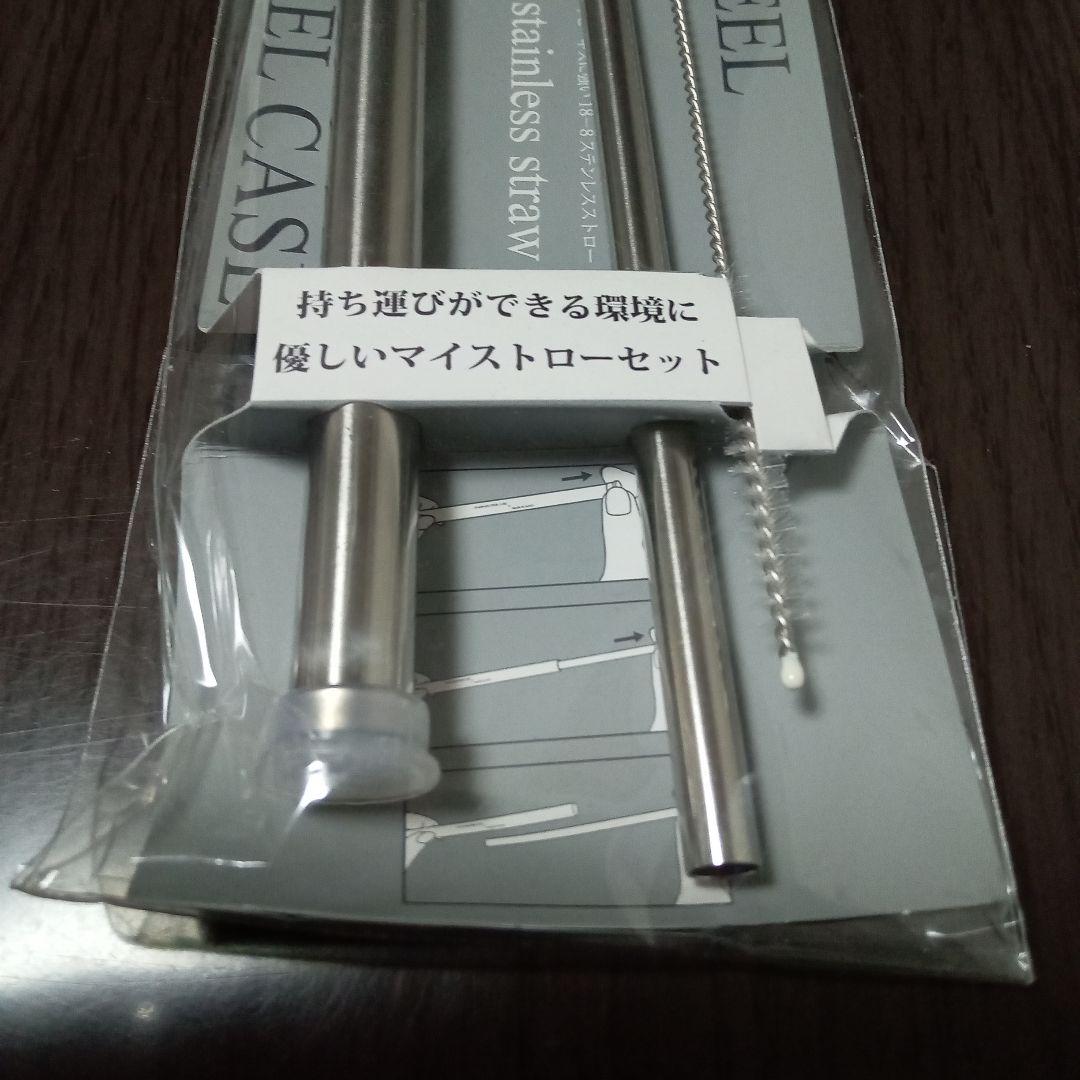 EL CASE
stainless straw
18-8ステンレスストロー
EEL
持ち運びができる環境に
優しいマイストローセット